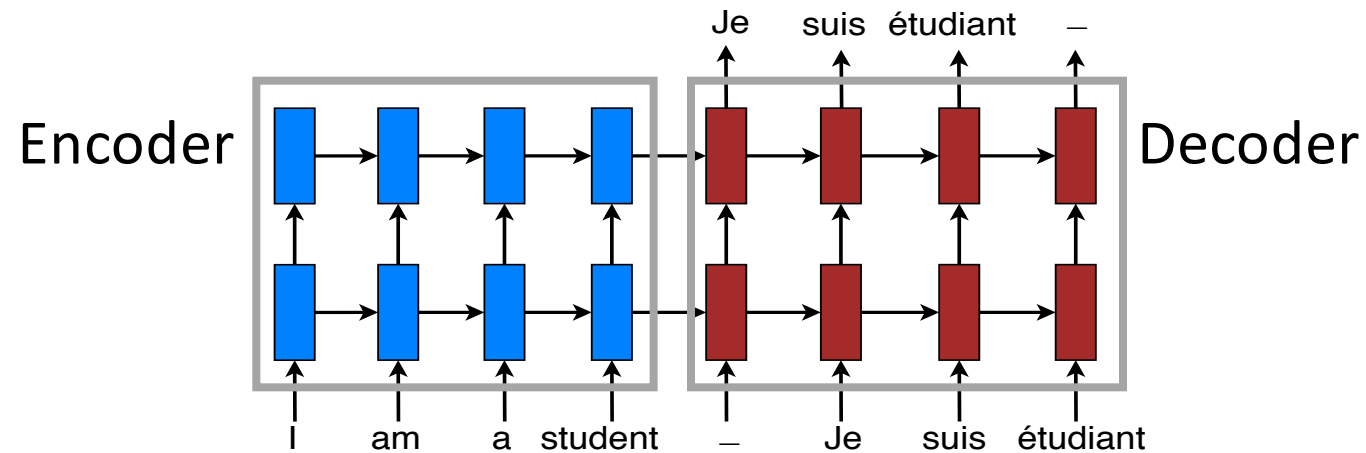 Je suis étudiant –
Encoder Decoder
I am a student – Je suis étudiant